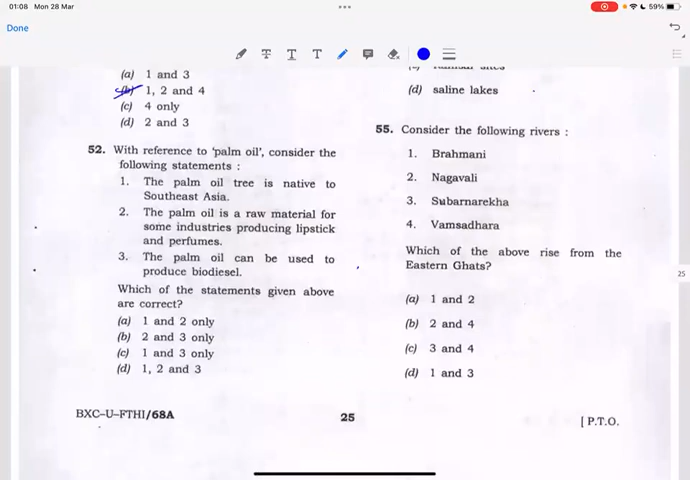 01:08 Mon 28 Mar
59%
Done
(a) 1 and 3
(b) 1, 2 and 4
(c) 4 only
(d) 2 and 3
52. With reference to 'palm oil', consider the
following statements :
1. The palm oil tree is native to
Southeast Asia.
2. The palm oil is a raw material for
some industries producing lipstick
and perfumes.
3. The palm oil can be used to
produce biodiesel.
Which of the statements given above
are correct?
(a) 1 and 2 only
(b) 2 and 3 only
(c) 1 and 3 only
(d) 1, 2 and 3
(d) saline lakes
55. Consider the following rivers :
1. Brahmani
2. Nagavali
3. Subarnarekha
4. Vamsadhara
Which of the above rise from the
Eastern Ghats?
(a) 1 and 2
(b) 2 and 4
(c) 3 and 4
(d) 1 and 3
25
BXC-U-FTHI/68A
25
[ P.T.O.